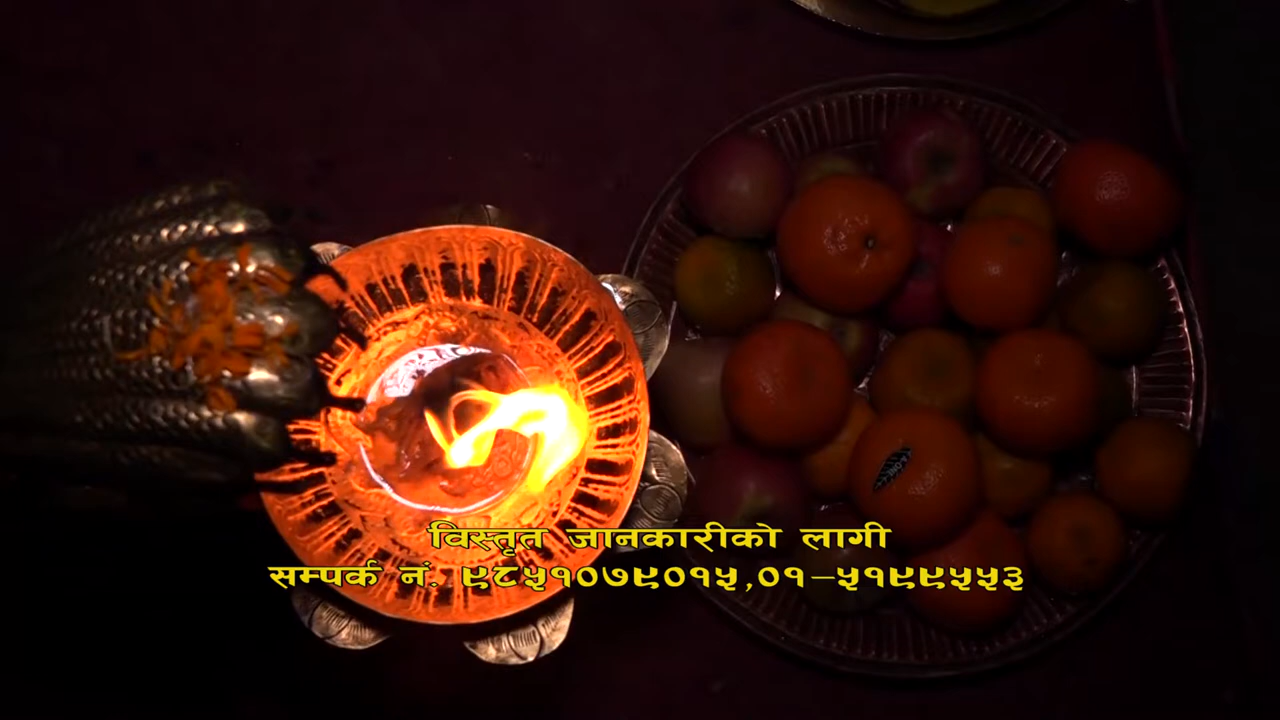 विस्तृत जानकारीको लागी
सम्पर्क नं. ९८५१०७९०१५,०१–५१९९५५३